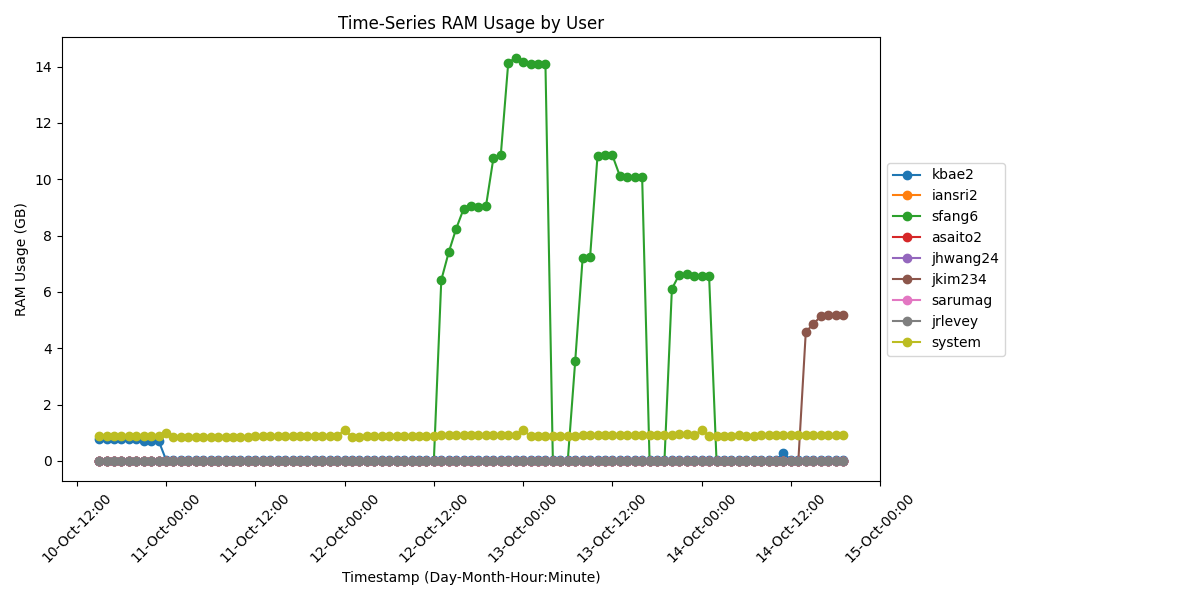 Time-Series RAM Usage by User
RAM Usage (GB)
14
12
10
8
6
4
2
0
10-Oct-12:00
11-Oct-00:00
11-Oct-12:00
12-Oct-00:00
12-Oct-12:00
13-Oct-00:00
13-Oct-12:00
14-Oct-00:00
14-Oct-12:00
15-Oct-00:00
Timestamp (Day-Month-Hour:Minute)
kbae2
iansri2
sfang6
asaito2
jhwang24
jkim234
sarumag
jrlevey
system